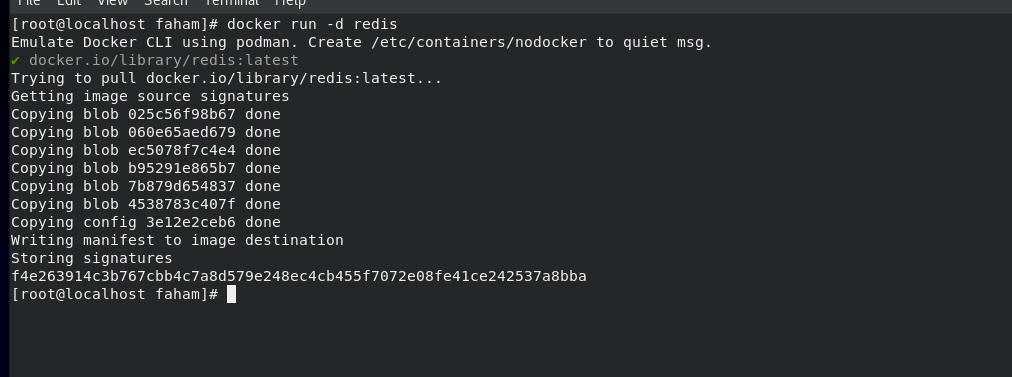 File Edit View Search Terminal Help
[root@localhost faham]# docker run -d redis
Emulate Docker CLI using podman. Create /etc/containers/nodocker to quiet msg.
✔ docker.io/library/redis:latest
Trying to pull docker.io/library/redis:latest...
Getting image source signatures
Copying blob 025c56f98b67 done
Copying blob 060e65aed679 done
Copying blob ec5078f7c4e4 done
Copying blob b95291e865b7 done
Copying blob 7b879d654837 done
Copying blob 4538783c407f done
Copying config 3e12e2ceb6 done
Writing manifest to image destination
Storing signatures
f4e263914c3b767cbb4c7a8d579e248ec4cb455f7072e08fe41ce242537a8bba
[root@localhost faham]#